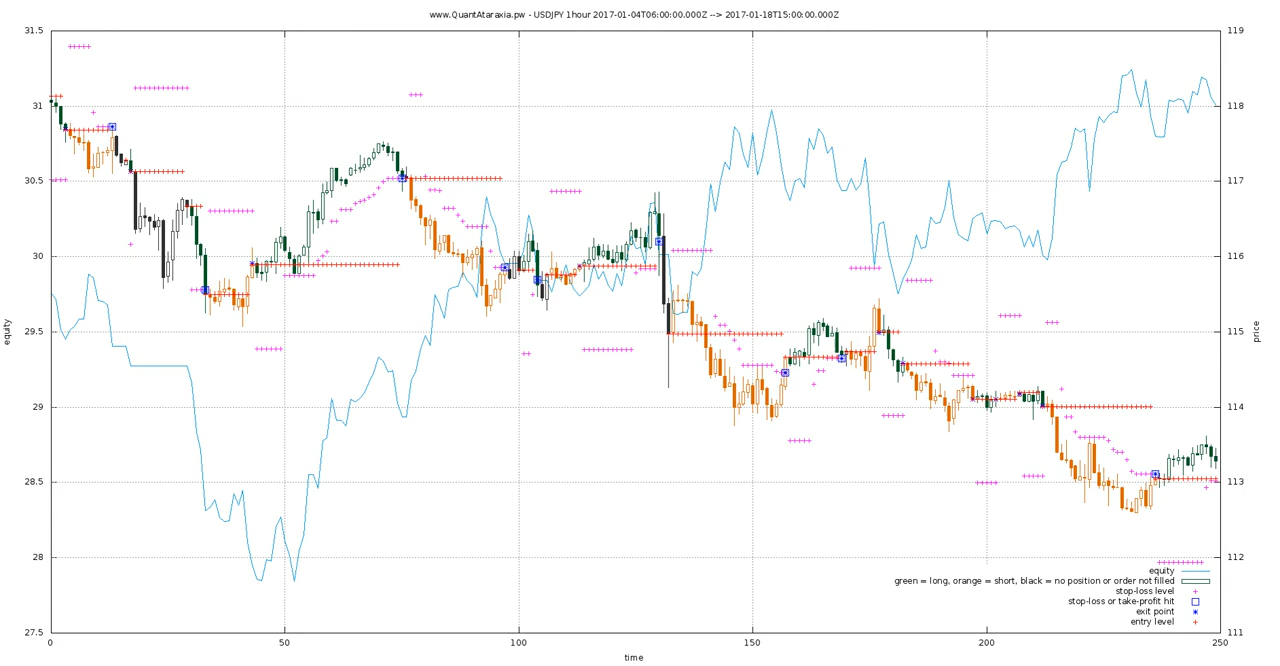 www.QuantAtaraxia.pw - USDJPY 1hour 2017-01-04T06:00:00.000Z --> 2017-01-18T15:00:00.000Z
31.5
31
30.5
30
29.5
29
28.5
28
27.5
equity
119
118
117
116
115
114
113
112
111
price
equity
green = long, orange = short, black = no position or order not filled
stop-loss level
stop-loss or take-profit hit
exit point
entry level
0 50 100 150 200 250
time